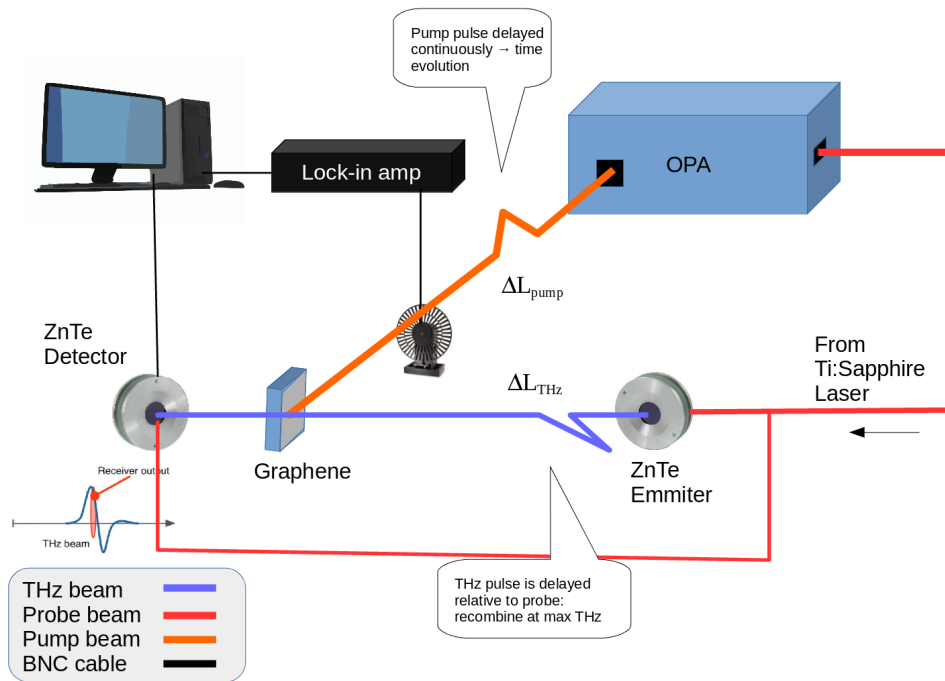 Pump pulse delayed
continuously → time
evolution
OPA
Lock-in amp
ΔLpump
ZnTe
Detector
ΔLTHz
From
Ti:Sapphire
Laser
Graphene
ZnTe
Emmiter
Receiver output
THz beam
THz pulse is delayed
relative to probe:
recombine at max THz
THz beam
Probe beam
Pump beam
BNC cable